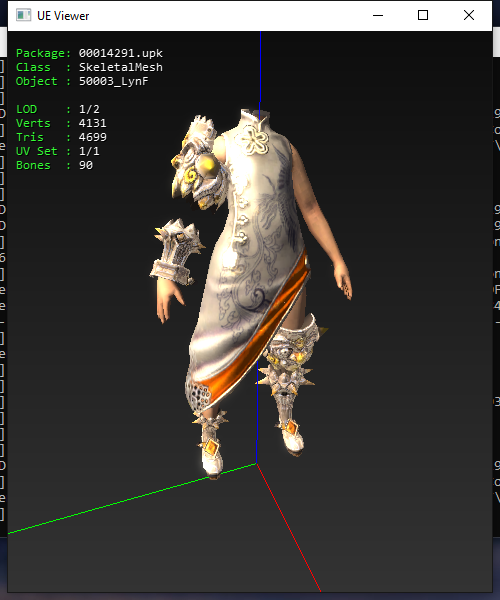 UE Viewer
Package: 00014291.upk
Class : SkeletalMesh
Object : 50003_LynF
LOD : 1/2
Verts : 4131
Tris : 4699
UV Set : 1/1
Bones : 90